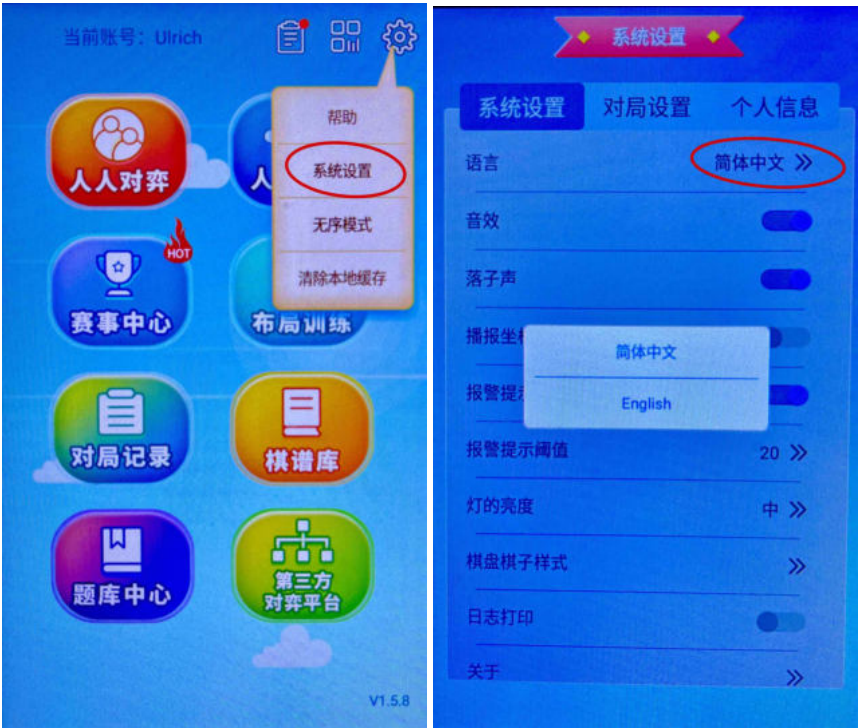 当前账号：Ulrich
帮助
系统设置
无序模式
清除本地缓存
人人对弈
人
HOT
赛事中心
布局训练
对局记录
棋谱库
题库中心
第三方
对弈平台
V1.5.8
系统设置
系统设置 对局设置 个人信息
语言 简体中文
音效
落子声
播报坐
简体中文
English
报警提
报警提示阈值 20
灯的亮度 中
棋盘棋子样式
日志打印
关于